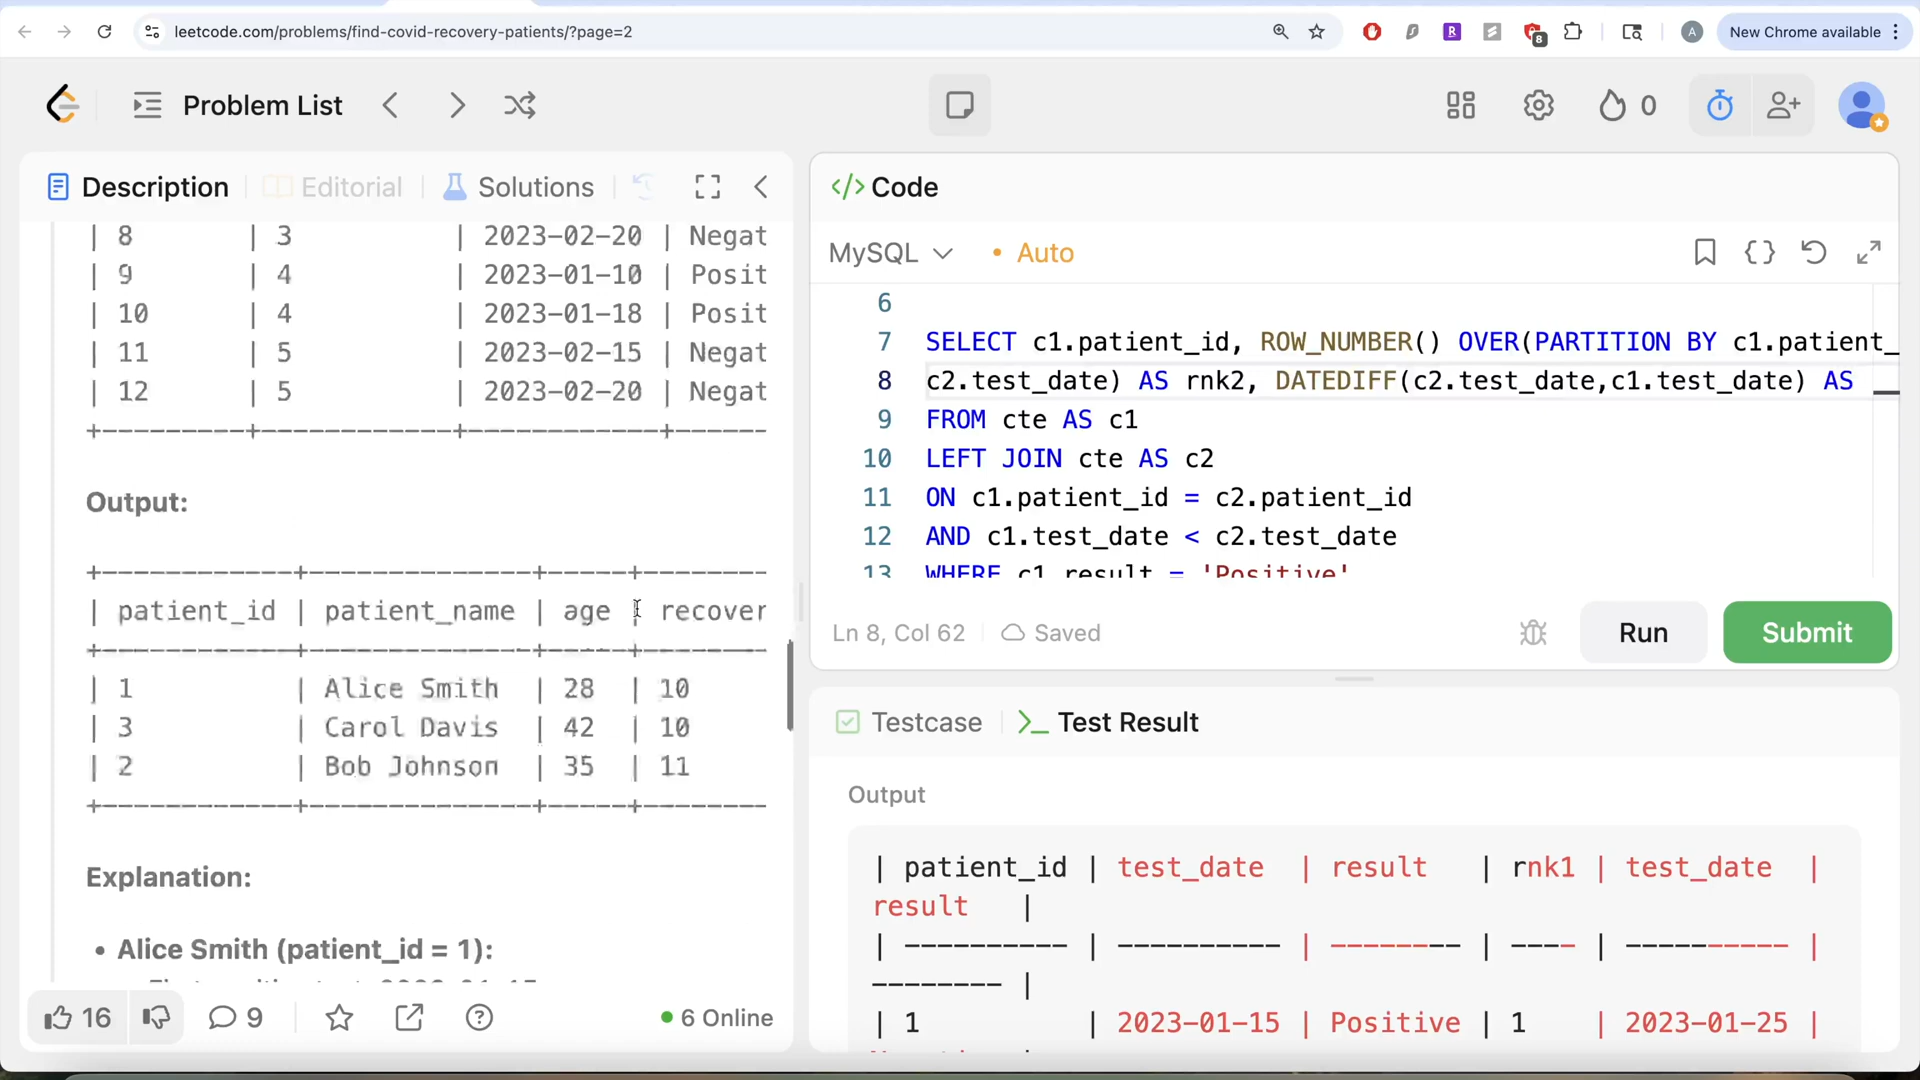 leetcode.com/problems/find-covid-recovery-patients/?page=2
8
A
New Chrome available
Problem List
0
Description
Editorial
Solutions
| 8 | 3 | 2023-02-20 | Negat
| 9 | 4 | 2023-01-10 | Posit
| 10 | 4 | 2023-01-18 | Posit
| 11 | 5 | 2023-02-15 | Negat
| 12 | 5 | 2023-02-20 | Negat
Output:
| patient_id | patient_name | age | recover
| 1 | Alice Smith | 28 | 10
| 3 | Carol Davis | 42 | 10
| 2 | Bob Johnson | 35 | 11
Explanation:
• Alice Smith (patient_id = 1):
16
9
6 Online
</> Code
MySQL
• Auto
6
7 SELECT c1.patient_id, ROW_NUMBER() OVER(PARTITION BY c1.patient_
8 c2.test_date) AS rnk2, DATEDIFF(c2.test_date,c1.test_date) AS
9 FROM cte AS c1
10 LEFT JOIN cte AS c2
11 ON c1.patient_id = c2.patient_id
12 AND c1.test_date < c2.test_date
13 WHERE c1.result = 'Positive'
Ln 8, Col 62
Saved
Run
Submit
Testcase
Test Result
Output
| patient_id | test_date | result | rnk1 | test_date |
result |
| ---------- | ---------- | -------- | ---- | ---------- |
-------- |
| 1 | 2023-01-15 | Positive | 1 | 2023-01-25 |